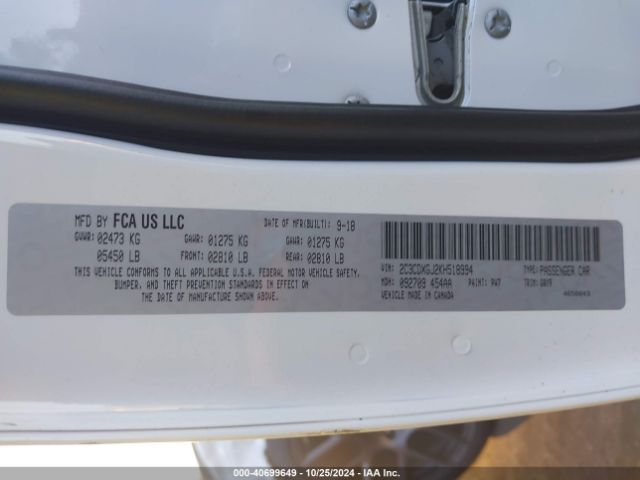 MFD BY FCA US LLC
DATE OF MFR(BUILT): 9-18
GVWR: 02473 KG GAWR: 01275 KG GAWR: 01275 KG
05450 LB FRONT: 02810 LB REAR: 02810 LB
THIS VEHICLE CONFORMS TO ALL APPLICABLE U.S.A. FEDERAL MOTOR VEHICLE SAFETY,
BUMPER, AND THEFT PREVENTION STANDARDS IN EFFECT ON
THE DATE OF MANUFACTURE SHOWN ABOVE.
VIN: 2C3CDXGJ2KH518994 TYPE: PASSENGER CAR
MDH: 092709 454AA PAINT: PW7 TRIM: GBX9
VEHICLE MADE IN CANADA
000-40699649 | 10/25/2024 | IAA Inc.